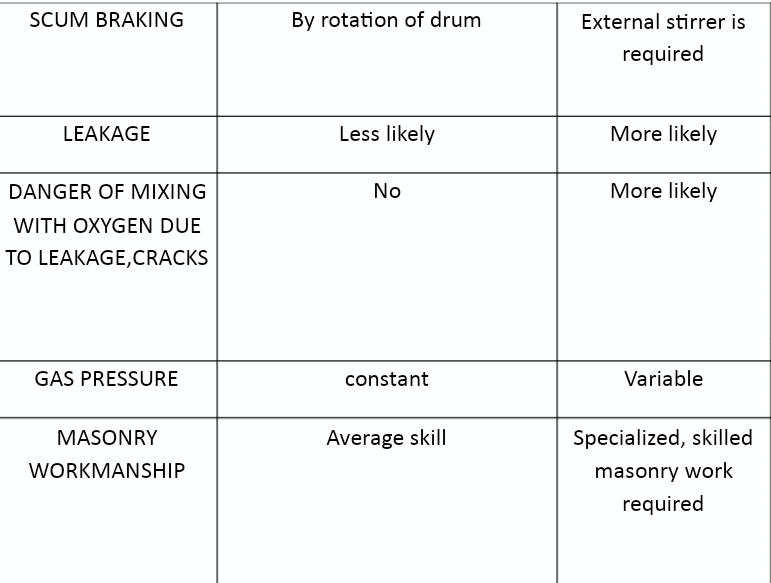 SCUM BRAKING
By rotation of drum
External stirrer is
required
LEAKAGE
Less likely
More likely
DANGER OF MIXING
WITH OXYGEN DUE
TO LEAKAGE,CRACKS
No
More likely
GAS PRESSURE
constant
Variable
MASONRY
WORKMANSHIP
Average skill
Specialized, skilled
masonry work
required